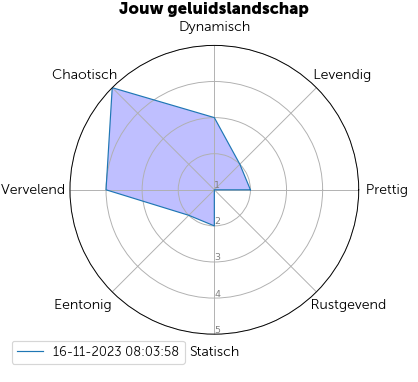 Jouw geluidslandschap
Dynamisch
Chaotisch
Levendig
Vervelend
1
Prettig
2
3
Eentonig
4
Rustgevend
5
16-11-2023 08:03:58
Statisch